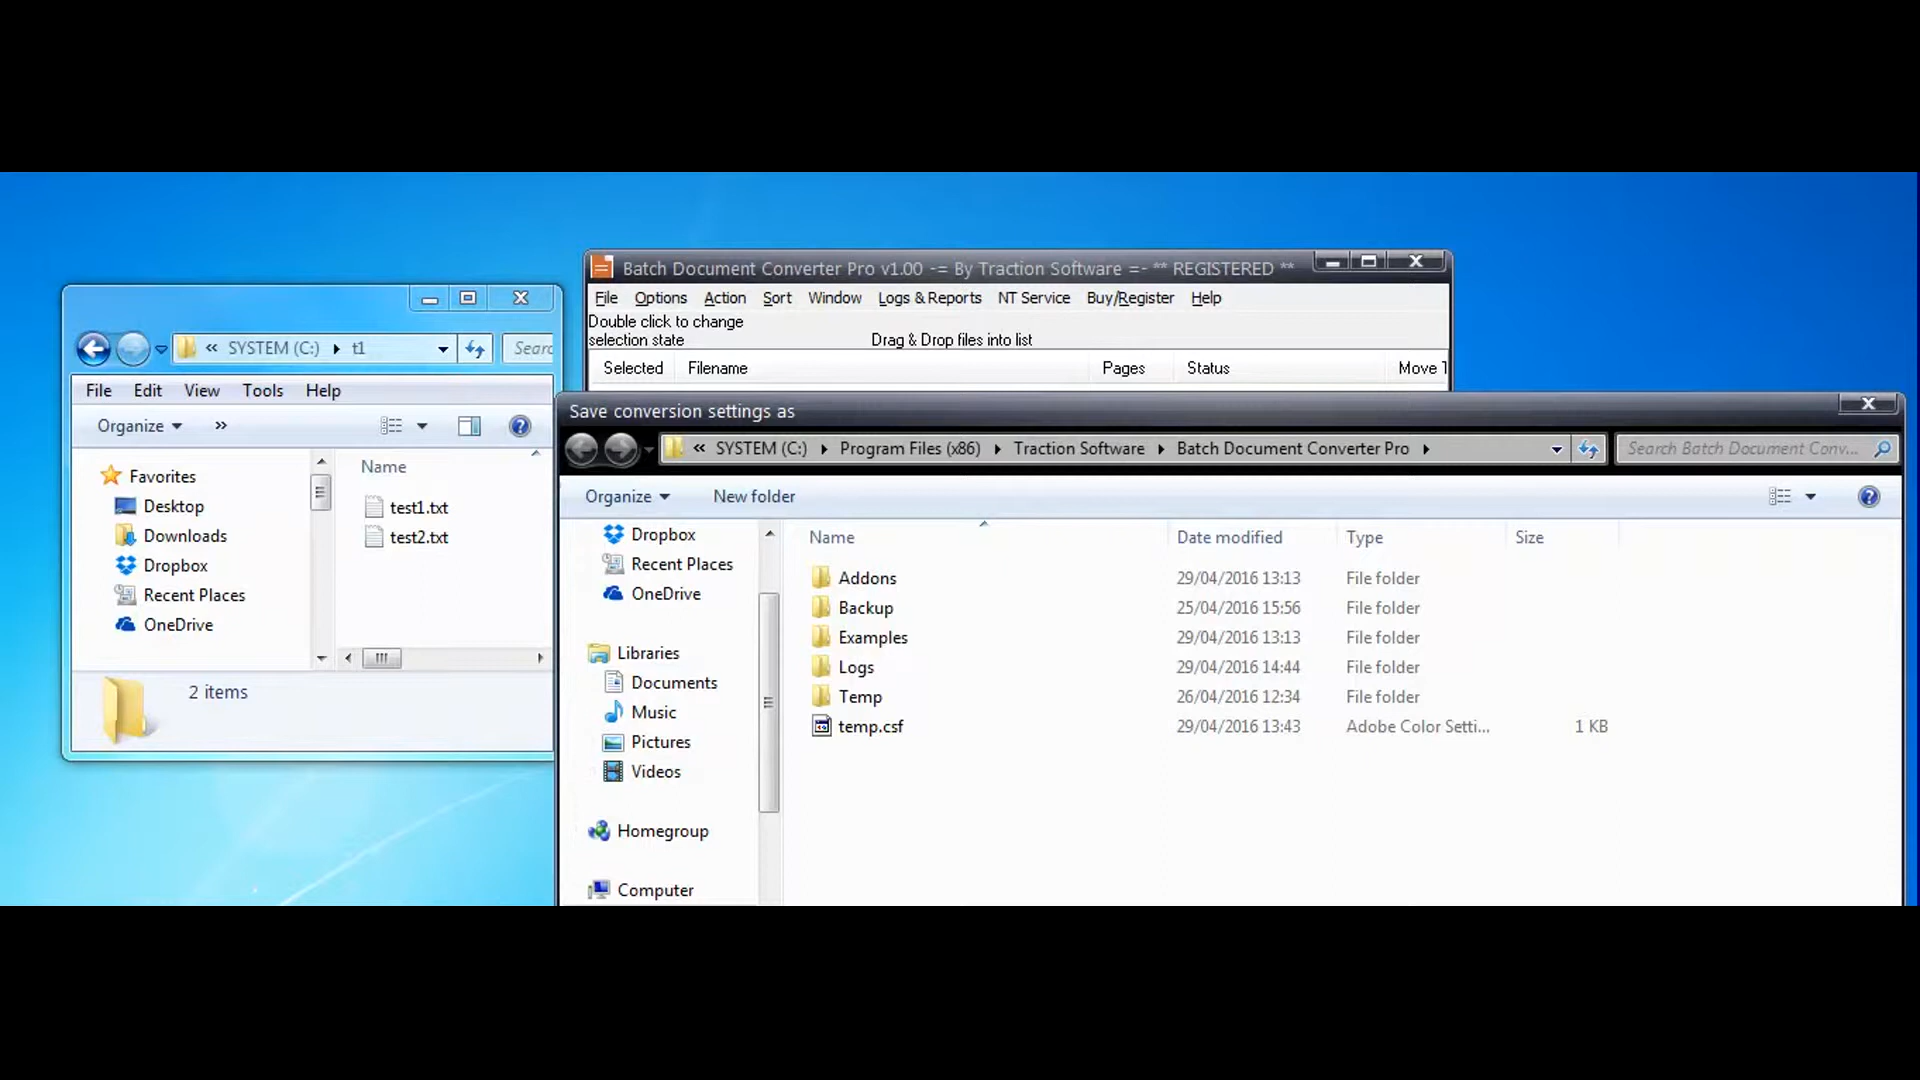 « SYSTEM (C:) t1
Searc
File Edit View Tools Help
Organize »
Favorites
Desktop
Downloads
Dropbox
Recent Places
OneDrive
Name
test1.txt
test2.txt
2 items
Batch Document Converter Pro v1.00 -= By Traction Software =- ** REGISTERED **
File Options Action Sort Window Logs & Reports NT Service Buy/Register Help
Double click to change
selection state
Drag & Drop files into list
Selected Filename Pages Status Move T
Save conversion settings as
« SYSTEM (C:) Program Files (x86) Traction Software Batch Document Converter Pro
Search Batch Document Conv...
Organize New folder
Dropbox
Recent Places
OneDrive
Libraries
Documents
Music
Pictures
Videos
Homegroup
Computer
Name Date modified Type Size
Addons 29/04/2016 13:13 File folder
Backup 25/04/2016 15:56 File folder
Examples 29/04/2016 13:13 File folder
Logs 29/04/2016 14:44 File folder
Temp 26/04/2016 12:34 File folder
temp.csf 29/04/2016 13:43 Adobe Color Setti... 1 KB